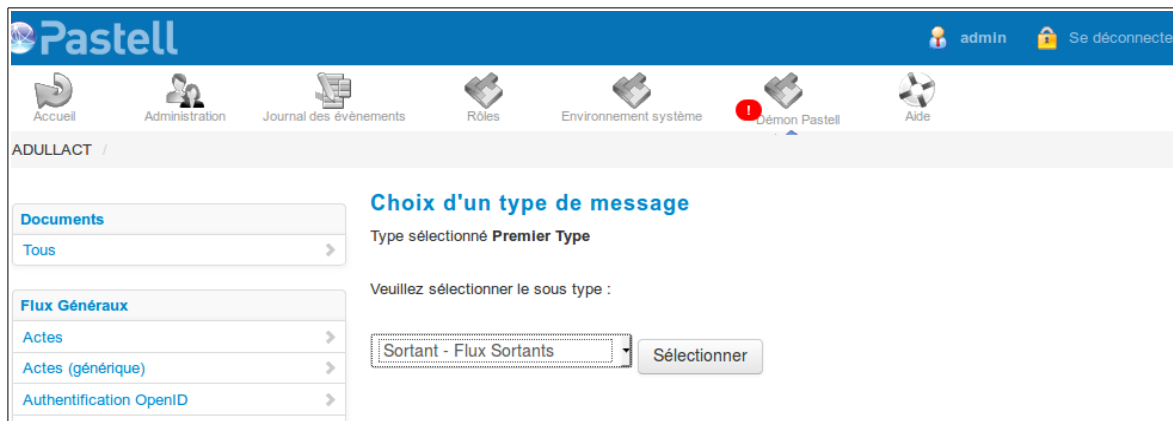 Pastell
admin
Se déconnecte
Accueil
Administration
Journal des évènements
Rôles
Environnement système
!
Démon Pastell
Aide
ADULLACT /
Documents
Tous
Flux Généraux
Actes
Actes (générique)
Authentification OpenID
Choix d'un type de message
Type sélectionné Premier Type
Veuillez sélectionner le sous type :
Sortant - Flux Sortants
Sélectionner